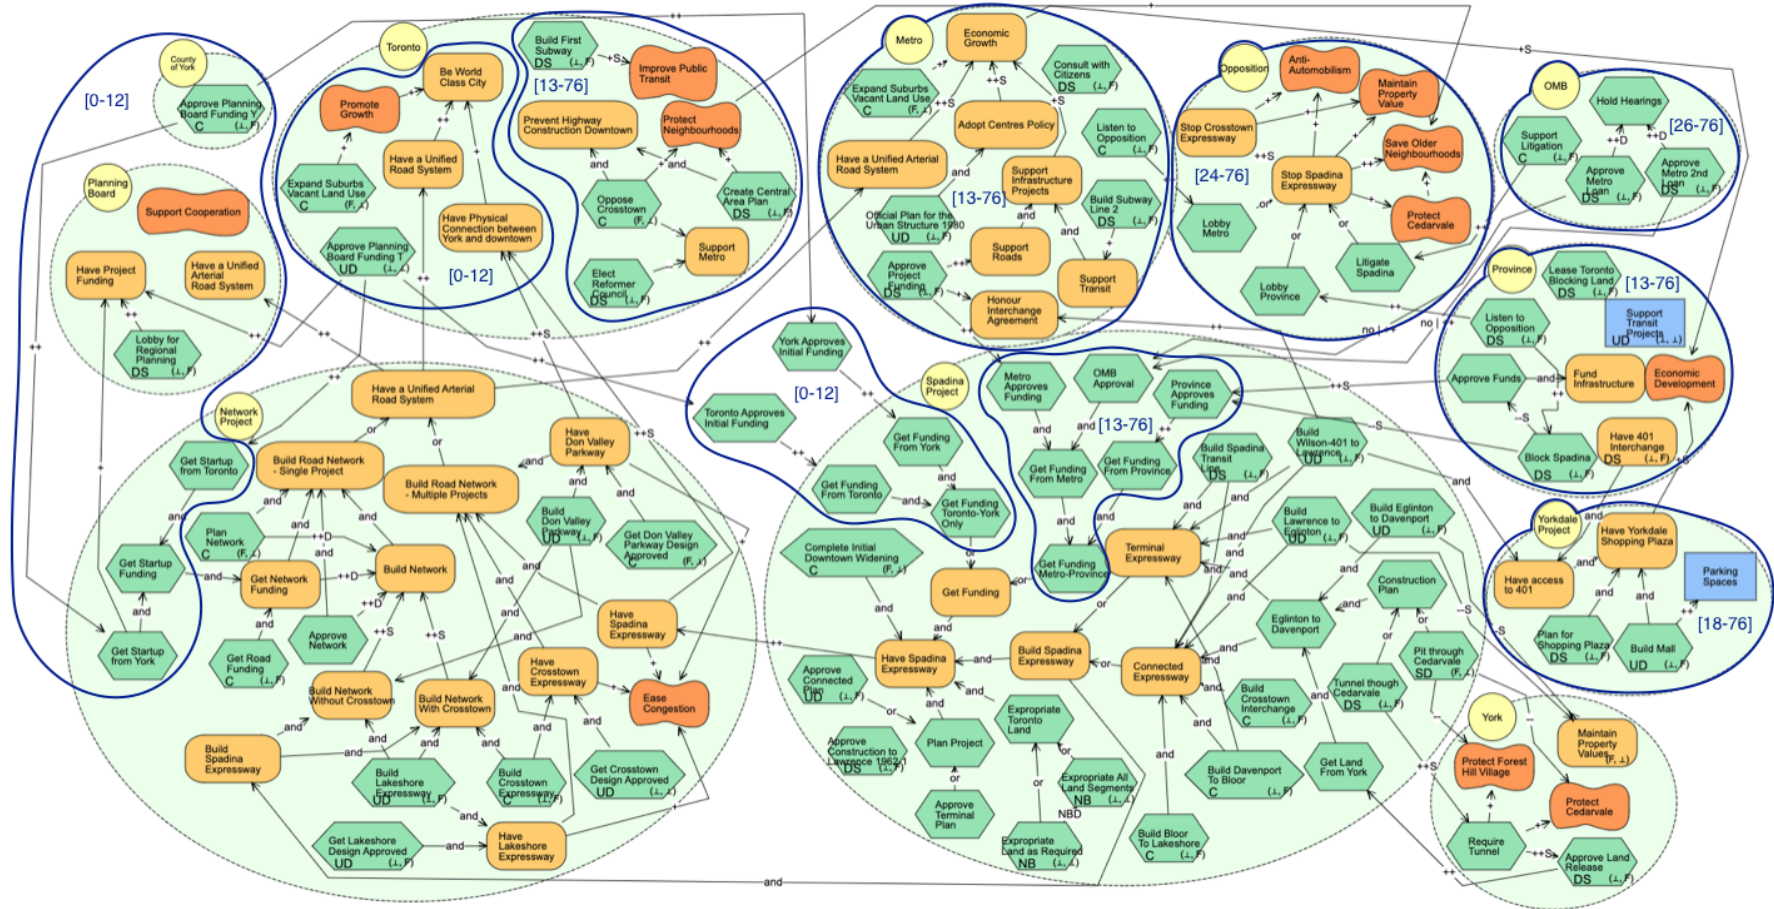 County
of York
[0-12]
Approve Planning
Board Funding Y
C (⊥, F)
Planning
Board
Support Cooperation
Have Project
Funding
Have a Unified
Arterial
Road System
Lobby for
Regional
Planning
DS (⊥, F)
Toronto
Be World
Class City
Promote
Growth
Have a Unified
Road System
Expand Suburbs
Vacant Land Use
C (F, ⊥)
Have Physical
Connection between
York and downtown
Approve Planning
Board Funding T
UD (⊥, ⊥)
[0-12]
Build First
Subway
DS (⊥, F)
[13-76]
Improve Public
Transit
Prevent Highway
Construction Downtown
Protect
Neighbourhoods
Oppose
Crosstown
C (F, ⊥)
Create Central
Area Plan
DS (⊥, F)
Support
Metro
Elect
Reformer
Council
DS (⊥, F)
Metro
Economic
Growth
Expand Suburbs
Vacant Land Use
C (F, ⊥)
Consult with
Citizens
DS (⊥, F)
Adopt Centres Policy
Listen to
Opposition
C (⊥, F)
Have a Unified Arterial
Road System
Support
Infrastructure
Projects
[13-76]
Official Plan for the
Urban Structure 1980
UD (⊥, F)
Build Subway
Line 2
DS (⊥, F)
Support
Roads
Approve
Project
Funding
DS (⊥, F)
Support
Transit
Honour
Interchange
Agreement
Opposition
Anti-
Automobilism
Maintain
Property
Value
Stop Crosstown
Expressway
Save Older
Neighbourhoods
[24-76]
Stop Spadina
Expressway
Lobby
Metro
Protect
Cedarvale
Litigate
Spadina
Lobby
Province
OMB
Hold Hearings
Support
Litigation
C (⊥, F)
[26-76]
Approve
Metro
Loan
DS (⊥, F)
Approve
Metro 2nd
Loan
DS (⊥, F)
Province
Lease Toronto
Blocking Land
DS (⊥, F)
[13-76]
Listen to
Opposition
DS (⊥, F)
Support
Transit
Projects
UD (⊥, ⊥)
Approve Funds
Fund
Infrastructure
Economic
Development
Have 401
Interchange
DS (⊥, F)
Block Spadina
DS (⊥, F)
Yorkdale
Project
Have Yorkdale
Shopping Plaza
Have access
to 401
Parking
Spaces
Plan for
Shopping Plaza
DS (⊥, F)
Build Mall
UD (⊥, F)
[18-76]
York
Maintain
Property
Values
(F, ⊥)
Protect Forest
Hill Village
Protect
Cedarvale
Require
Tunnel
Approve Land
Release
DS (⊥, F)
Network
Project
Have a Unified Arterial
Road System
Get Startup
from Toronto
Build Road Network
- Single Project
Build Road Network
- Multiple Projects
Have
Don Valley
Parkway
Plan
Network
C (F, ⊥)
Build
Don Valley
Parkway
UD (⊥, F)
Get Don Valley
Parkway Design
Approved
C (F, ⊥)
Get Startup
Funding
Get Network
Funding
Build Network
Have
Spadina
Expressway
Approve
Network
Get Startup
from York
Get Road
Funding
C (⊥, F)
Build Network
Without Crosstown
Build Network
With Crosstown
Have
Crosstown
Expressway
Ease
Congestion
Build
Spadina
Expressway
Build
Lakeshore
Expressway
UD (⊥, F)
Build
Crosstown
Expressway
C (⊥, F)
Get Crosstown
Design Approved
UD (⊥, ⊥)
Get Lakeshore
Design Approved
UD (⊥, F)
Have
Lakeshore
Expressway
York Approves
Initial Funding
[0-12]
Toronto Approves
Initial Funding
Get Funding
From York
Get Funding
From Toronto
Get Funding
Toronto-York
Only
Spadina
Project
Metro
Approves
Funding
OMB
Approval
Province
Approves
Funding
[13-76]
Get Funding
From Metro
Get Funding
From Province
Get Funding
Metro-Province
Build Spadina
Transit
Line
DS (⊥, F)
Build
Wilson-401 to
Lawrence
UD (⊥, F)
Complete Initial
Downtown Widening
C (F, ⊥)
Terminal
Expressway
Build
Lawrence to
Eglinton
UD (⊥, F)
Build Eglinton
to Davenport
UD (⊥, F)
Get Funding
Construction
Plan
Eglinton to
Davenport
Have Spadina
Expressway
Build Spadina
Expressway
Connected
Expressway
Pit through
Cedarvale
SD (F, ⊥)
Approve
Connected
Plan
UD (⊥, F)
Tunnel though
Cedarvale
DS (⊥, F)
Build
Crosstown
Interchange
C (⊥, F)
Expropriate
Toronto
Land
Plan Project
Approve
Construction to
Lawrence 1962.1
DS (⊥, F)
Expropriate All
Land Segments
NB (⊥, ⊥)
NBD
Build Davenport
To Bloor
C (⊥, F)
Get Land
From York
Approve
Terminal
Plan
Expropriate
Land as Required
NB (⊥, ⊥)
Build Bloor
To Lakeshore
C (⊥, F)